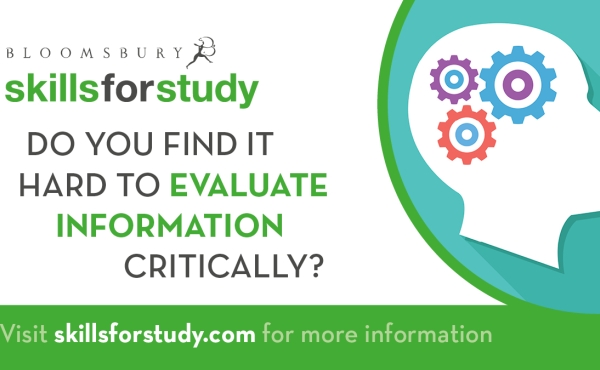 BLOOMSBURY
skillsforstudy
DO YOU FIND IT
HARD TO EVALUATE
INFORMATION
CRITICALLY?
Visit skillsforstudy.com for more information